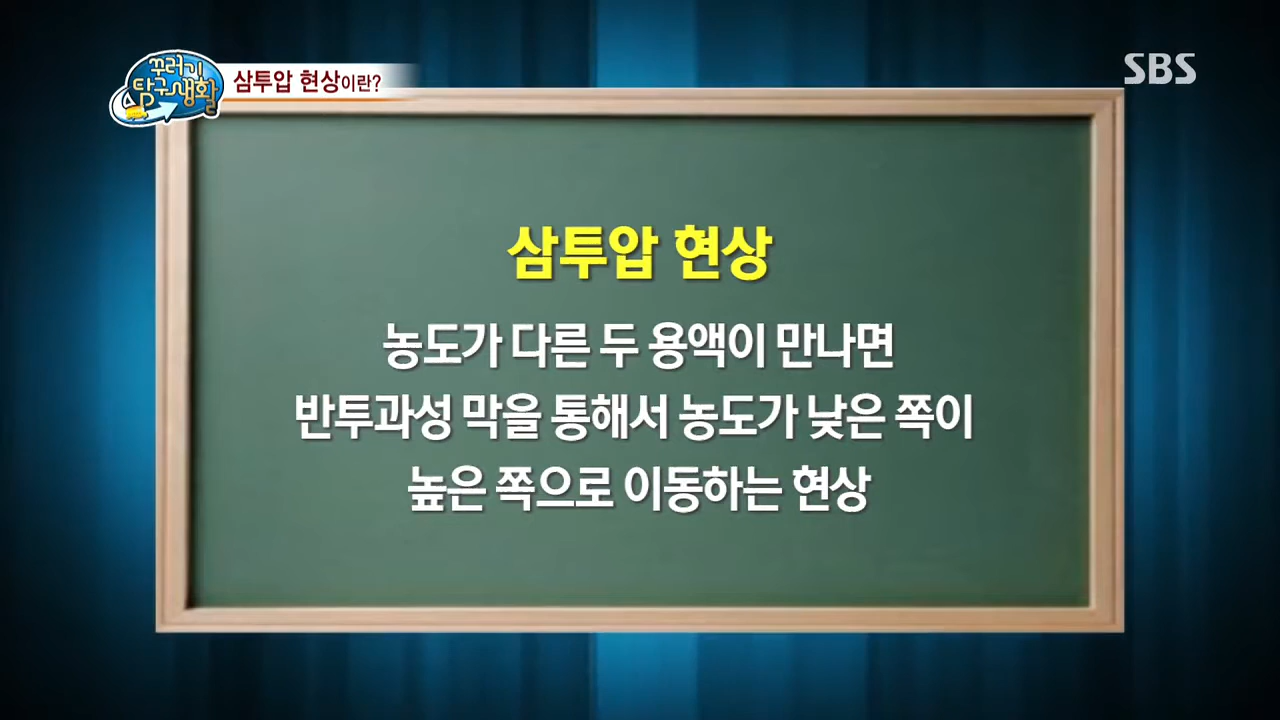 꾸러기
탐구생활
삼투압 현상이란?
SBS
삼투압 현상
농도가 다른 두 용액이 만나면
반투과성 막을 통해서 농도가 낮은 쪽이
높은 쪽으로 이동하는 현상